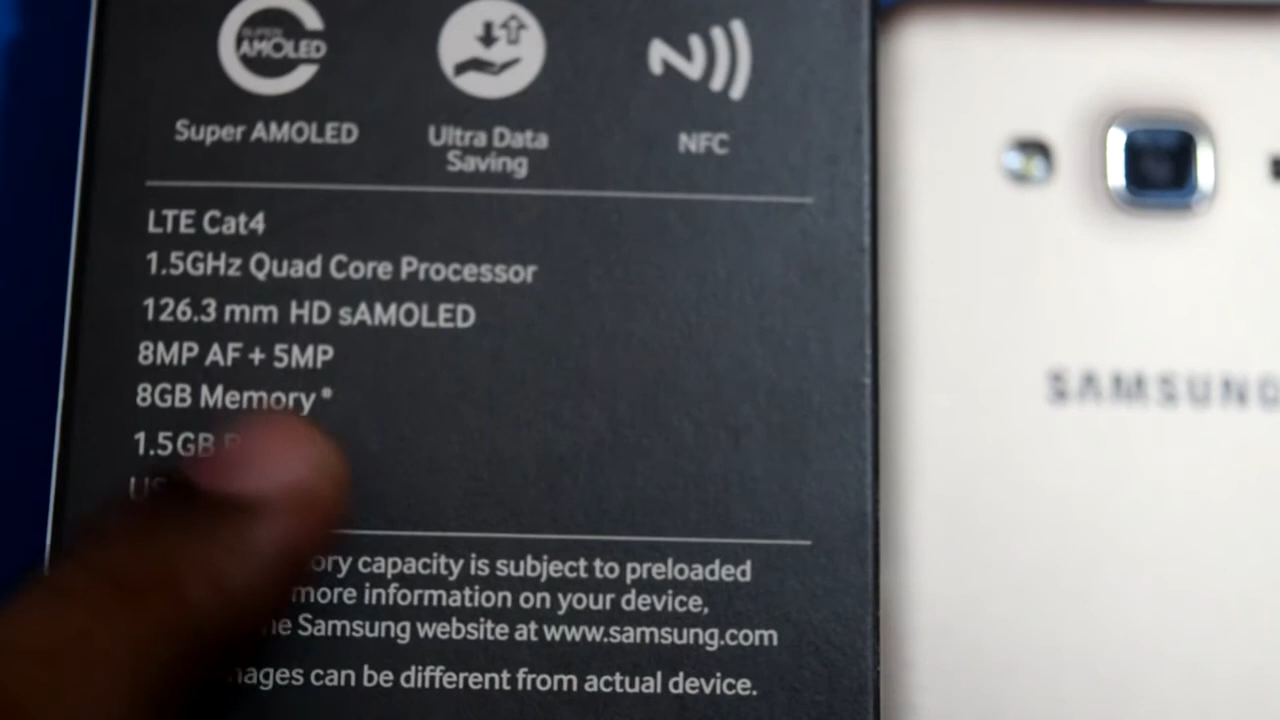 SUPER
AMOLED
Super AMOLED
Ultra Data
Saving
NFC
LTE Cat4
1.5GHz Quad Core Processor
126.3 mm HD sAMOLED
8MP AF + 5MP
8GB Memory*
1.5GB
capacity is subject to preloaded
more information on your device,
Samsung website at www.samsung.com
can be different from actual device.
SAMSUNG